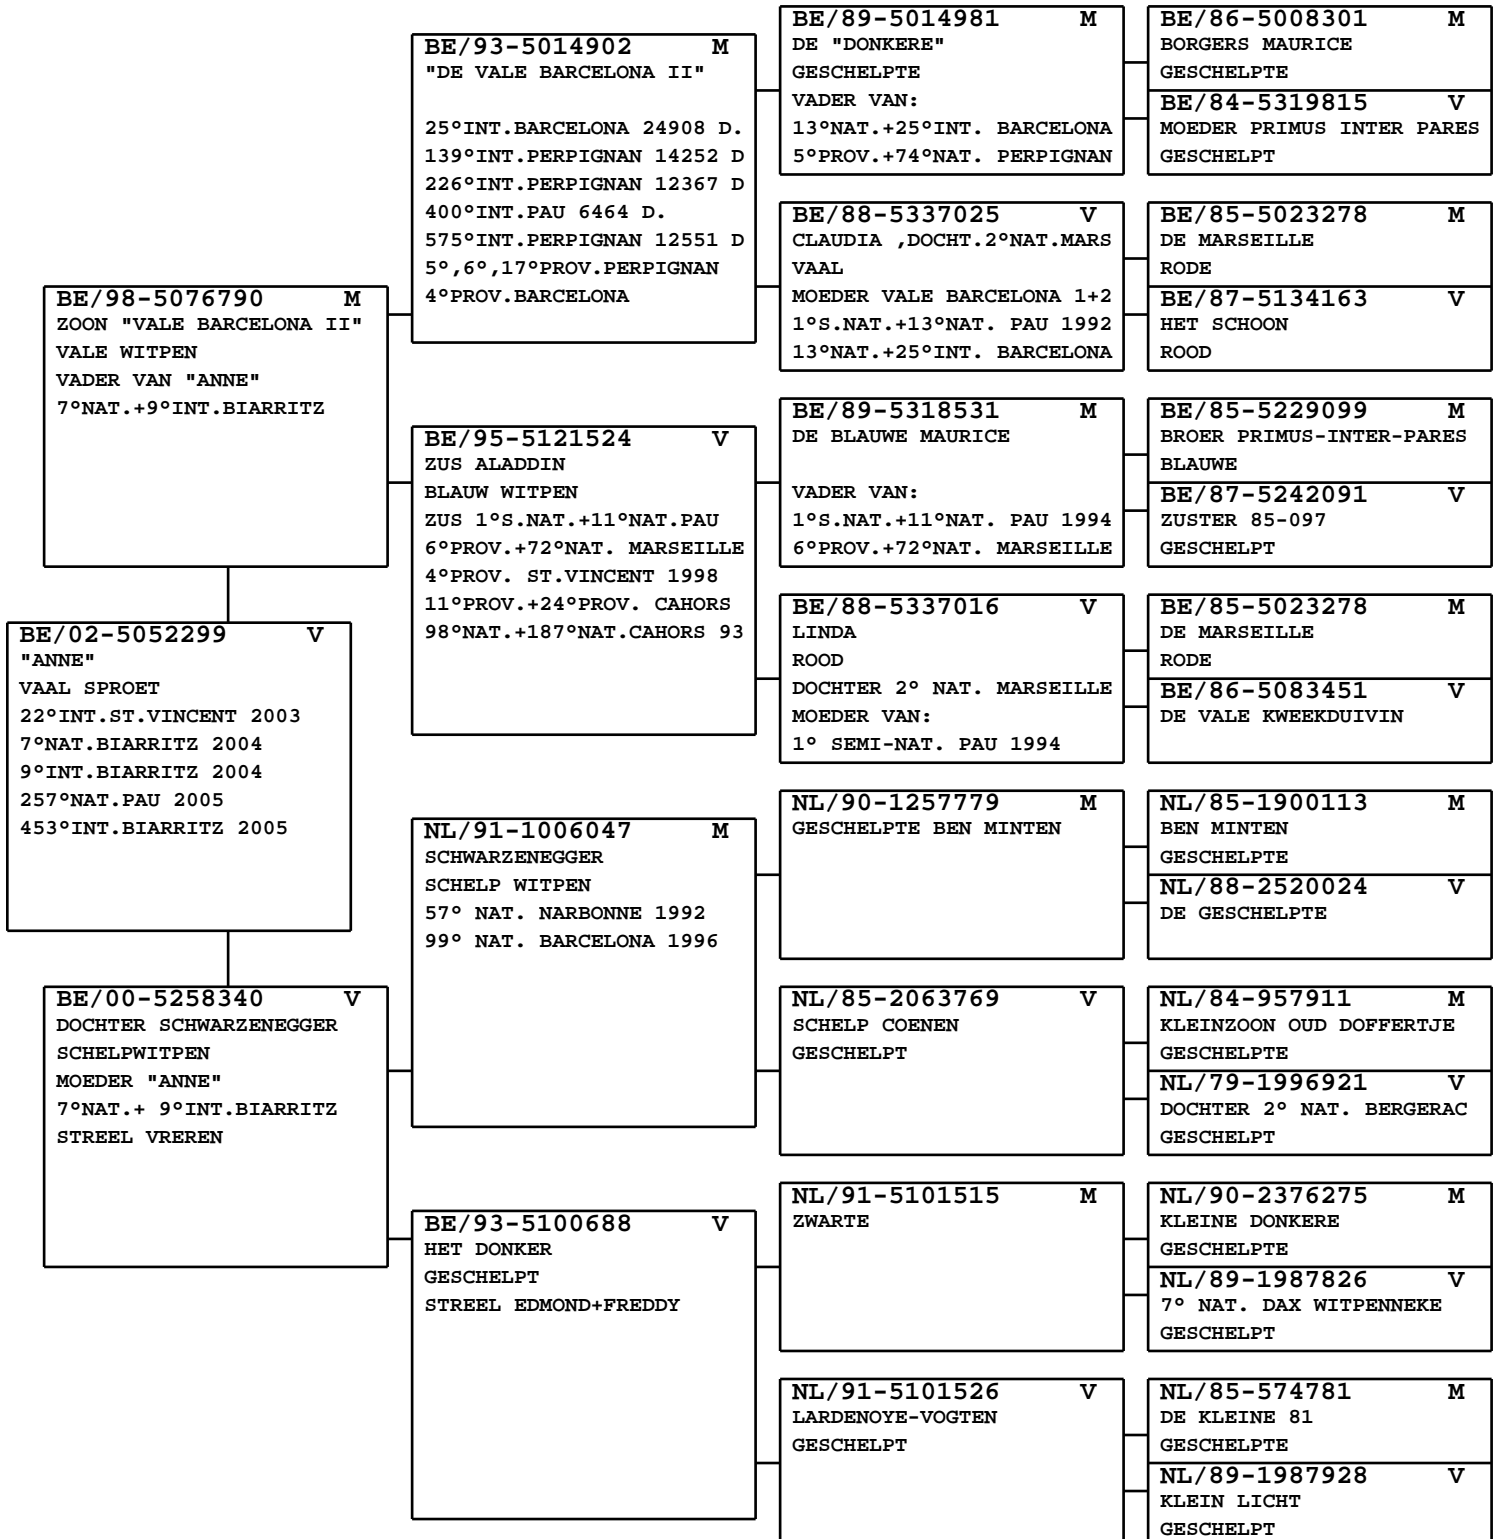 BE/02-5052299 V
"ANNE"
VAAL SPROET
22°INT.ST.VINCENT 2003
7°NAT.BIARRITZ 2004
9°INT.BIARRITZ 2004
257°NAT.PAU 2005
453°INT.BIARRITZ 2005
BE/98-5076790 M
ZOON "VALE BARCELONA II"
VALE WITPEN
VADER VAN "ANNE"
7°NAT.+9°INT.BIARRITZ
BE/00-5258340 V
DOCHTER SCHWARZENEGGER
SCHELPWITPEN
MOEDER "ANNE"
7°NAT.+ 9°INT.BIARRITZ
STREEL VREREN
BE/93-5014902 M
"DE VALE BARCELONA II"
25°INT.BARCELONA 24908 D.
139°INT.PERPIGNAN 14252 D
226°INT.PERPIGNAN 12367 D
400°INT.PAU 6464 D.
575°INT.PERPIGNAN 12551 D
5°,6°,17°PROV.PERPIGNAN
4°PROV.BARCELONA
BE/95-5121524 V
ZUS ALADDIN
BLAUW WITPEN
ZUS 1°S.NAT.+11°NAT.PAU
6°PROV.+72°NAT. MARSEILLE
4°PROV. ST.VINCENT 1998
11°PROV.+24°PROV. CAHORS
98°NAT.+187°NAT.CAHORS 93
NL/91-1006047 M
SCHWARZENEGGER
SCHELP WITPEN
57° NAT. NARBONNE 1992
99° NAT. BARCELONA 1996
BE/93-5100688 V
HET DONKER
GESCHELPT
STREEL EDMOND+FREDDY
BE/89-5014981 M
DE "DONKERE"
GESCHELPTE
VADER VAN:
13°NAT.+25°INT. BARCELONA
5°PROV.+74°NAT. PERPIGNAN
BE/88-5337025 V
CLAUDIA ,DOCHT.2°NAT.MARS
VAAL
MOEDER VALE BARCELONA 1+2
1°S.NAT.+13°NAT. PAU 1992
13°NAT.+25°INT. BARCELONA
BE/89-5318531 M
DE BLAUWE MAURICE
VADER VAN:
1°S.NAT.+11°NAT. PAU 1994
6°PROV.+72°NAT. MARSEILLE
BE/88-5337016 V
LINDA
ROOD
DOCHTER 2° NAT. MARSEILLE
MOEDER VAN:
1° SEMI-NAT. PAU 1994
NL/90-1257779 M
GESCHELPTE BEN MINTEN
NL/85-2063769 V
SCHELP COENEN
GESCHELPT
NL/91-5101515 M
ZWARTE
NL/91-5101526 V
LARDENOYE-VOGTEN
GESCHELPT
BE/86-5008301 M
BORGERS MAURICE
GESCHELPTE
BE/84-5319815 V
MOEDER PRIMUS INTER PARES
GESCHELPT
BE/85-5023278 M
DE MARSEILLE
RODE
BE/87-5134163 V
HET SCHOON
ROOD
BE/85-5229099 M
BROER PRIMUS-INTER-PARES
BLAUWE
BE/87-5242091 V
ZUSTER 85-097
GESCHELPT
BE/85-5023278 M
DE MARSEILLE
RODE
BE/86-5083451 V
DE VALE KWEEKDUIVIN
NL/85-1900113 M
BEN MINTEN
GESCHELPTE
NL/88-2520024 V
DE GESCHELPTE
NL/84-957911 M
KLEINZOON OUD DOFFERTJE
GESCHELPTE
NL/79-1996921 V
DOCHTER 2° NAT. BERGERAC
GESCHELPT
NL/90-2376275 M
KLEINE DONKERE
GESCHELPTE
NL/89-1987826 V
7° NAT. DAX WITPENNEKE
GESCHELPT
NL/85-574781 M
DE KLEINE 81
GESCHELPTE
NL/89-1987928 V
KLEIN LICHT
GESCHELPT